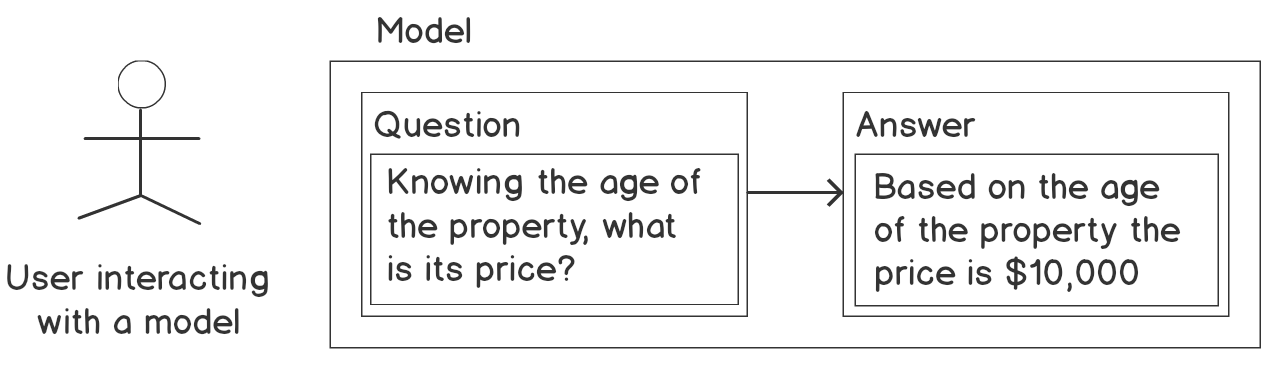 Model
Question
Knowing the age of
the property, what
is its price?
Answer
Based on the age
of the property the
price is $10,000
User interacting
with a model